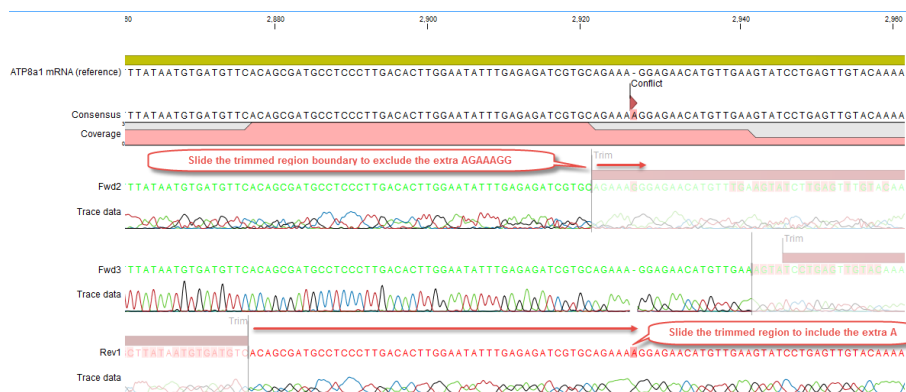 2,880 2,900 2,920 2,940 2,960
ATP8a1 mRNA (reference) TTATAATGTGATGTTCACAGCGATGCCTCCCTTGACACTTGGAATATTTGAGAGATCGTGCAGAAA-GGAGAACATGTTGAAGTATCCTGAGTTGTACAAAA
Conflict
Consensus TTATAATGTGATGTTCACAGCGATGCCTCCCTTGACACTTGGAATATTTGAGAGATCGTGCAGAAAAGGAGAACATGTTGAAGTATCCTGAGTTGTACAAAA
Coverage
Slide the trimmed region boundary to exclude the extra AGAAAGG
Trim
Fwd2 TTATAATGTGATGTTCACAGCGATGCCTCCCTTGACACTTGGAATATTTGAGAGATCGTGC
Trace data
Trim
Fwd3 TTATAATGTGATGTTCACAGCGATGCCTCCCTTGACACTTGGAATATTTGAGAGATCGTGCAGAAA-GGAGAACATGTTGAA
Trace data
Trim
Slide the trimmed region to include the extra A
Rev1 ACAGCGATGCCTCCCTTGACACTTGGAATATTTGAGAGATCGTGCAGAAAAGGAGAACATGTTGAAGTATCCTGAGTTGTACAAAA
Trace data